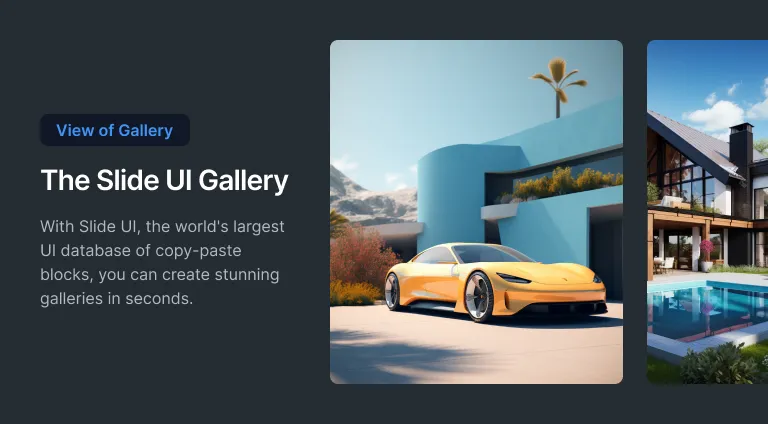 View of Gallery
The Slide UI Gallery
With Slide UI, the world's largest
UI database of copy-paste
blocks, you can create stunning
galleries in seconds.